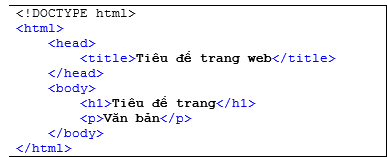 <!DOCTYPE html>
<html>
<head>
<title>Tiêu đề trang web</title>
</head>
<body>
<h1>Tiêu đề trang</h1>
<p>Văn bản</p>
</body>
</html>